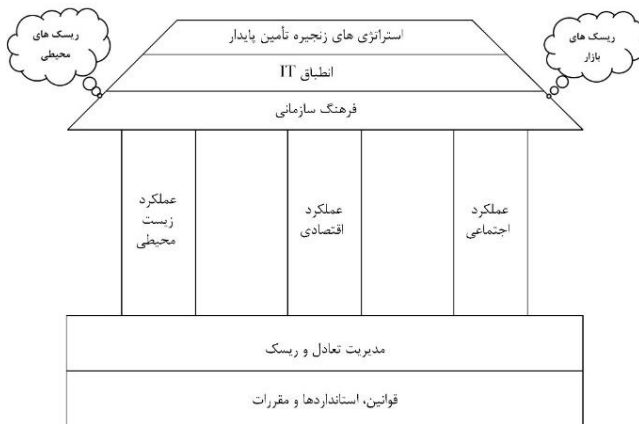 استراتژی های زنجیره تأمین پایدار
ریسک های
محیطی
ریسک های
بازار
انطباق IT
فرهنگ سازمانی
عملکرد
اجتماعی
عملکرد
اقتصادی
عملکرد
زیست
محیطی
مدیریت تعادل و ریسک
قوانین، استانداردها و مقررات